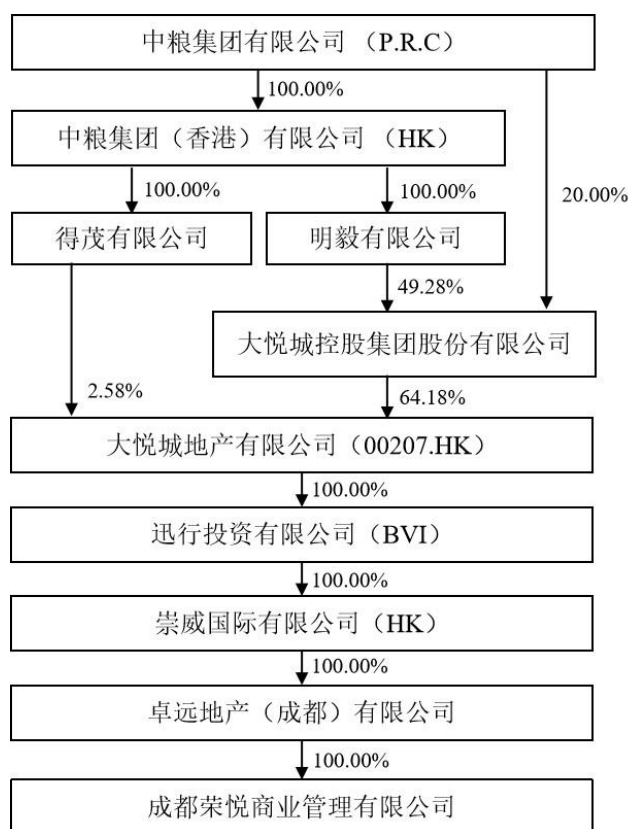 中粮集团有限公司 （P.R.C）
100.00%
中粮集团（香港）有限公司 （HK）
100.00%
100.00%
20.00%
得茂有限公司
明毅有限公司
49.28%
大悦城控股集团股份有限公司
2.58%
64.18%
大悦城地产有限公司（00207.HK）
100.00%
迅行投资有限公司（BVI）
100.00%
崇威国际有限公司（HK）
100.00%
卓远地产（成都）有限公司
100.00%
成都荣悦商业管理有限公司